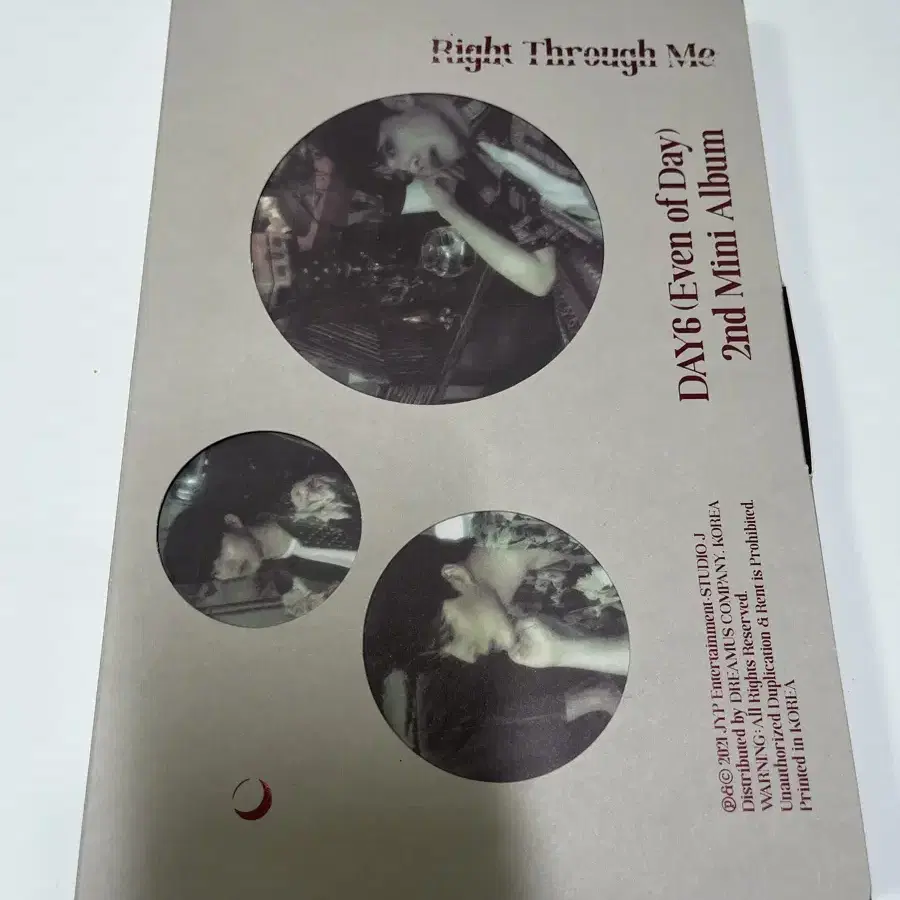 Right Through Me
DAY6 (Even of Day)
2nd Mini Album
℗&© 2021 JYP Entertainment·STUDIO J
Distributed by DREAMUS COMPANY, KOREA
WARNING: All Rights Reserved.
Unauthorized Duplication & Rent is Prohibited.
Printed in KOREA